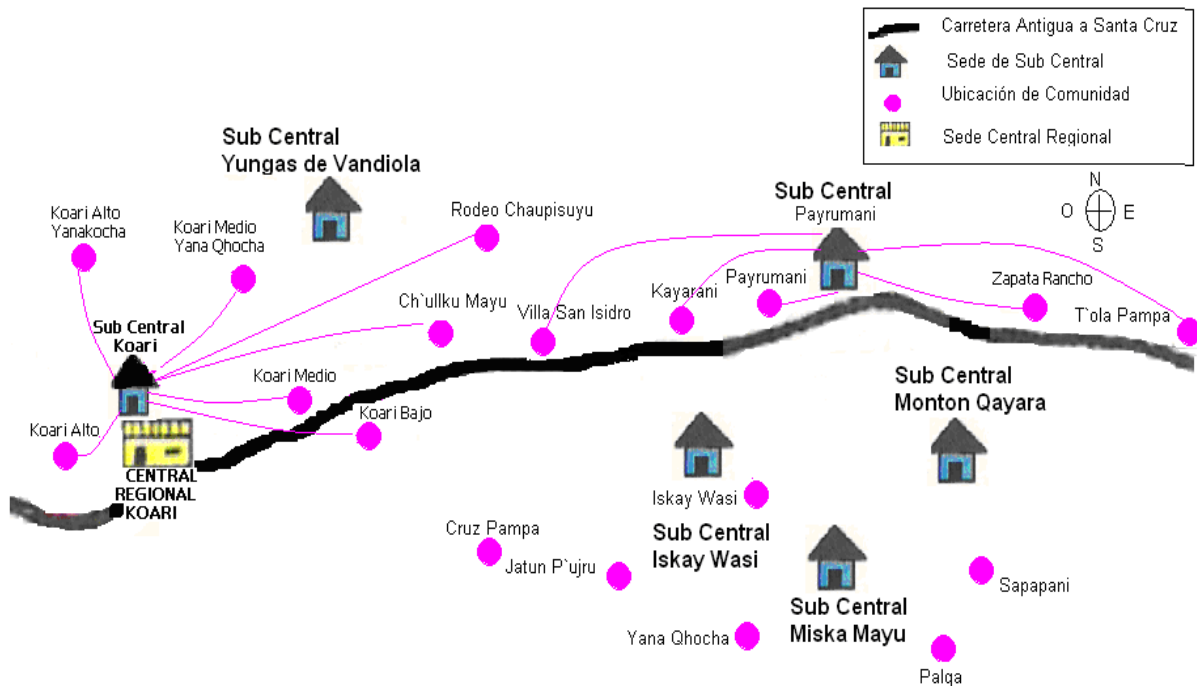 Carretera Antigua a Santa Cruz
Sede de Sub Central
Ubicación de Comunidad
Sede Central Regional
Sub Central
Yungas de Vandiola
Sub Central
Payrumani
N
O
E
S
Koari Alto
Yanakocha
Koari Medio
Yana Qhocha
Rodeo Chaupisuyu
Ch`ullku Mayu
Villa San Isidro
Kayarani
Payrumani
Zapata Rancho
T`ola Pampa
Sub Central
Koari
Koari Medio
Koari Bajo
Koari Alto
CENTRAL
REGIONAL
KOARI
Sub Central
Monton Qayara
Iskay Wasi
Sub Central
Iskay Wasi
Cruz Pampa
Jatun P`ujru
Sapapani
Sub Central
Miska Mayu
Yana Qhocha
Palqa